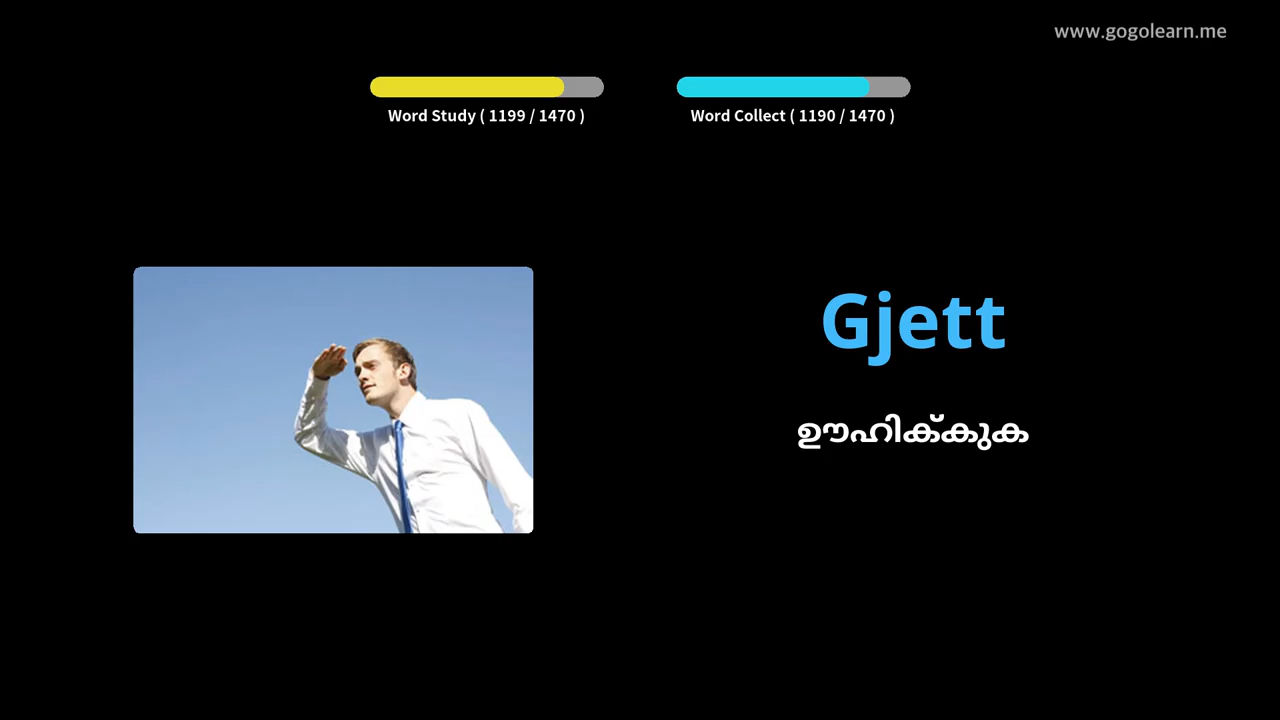 www.gogolearn.me
Word Study ( 1199 / 1470 )
Word Collect ( 1190 / 1470 )
Gjett
ഊഹിക്കുക